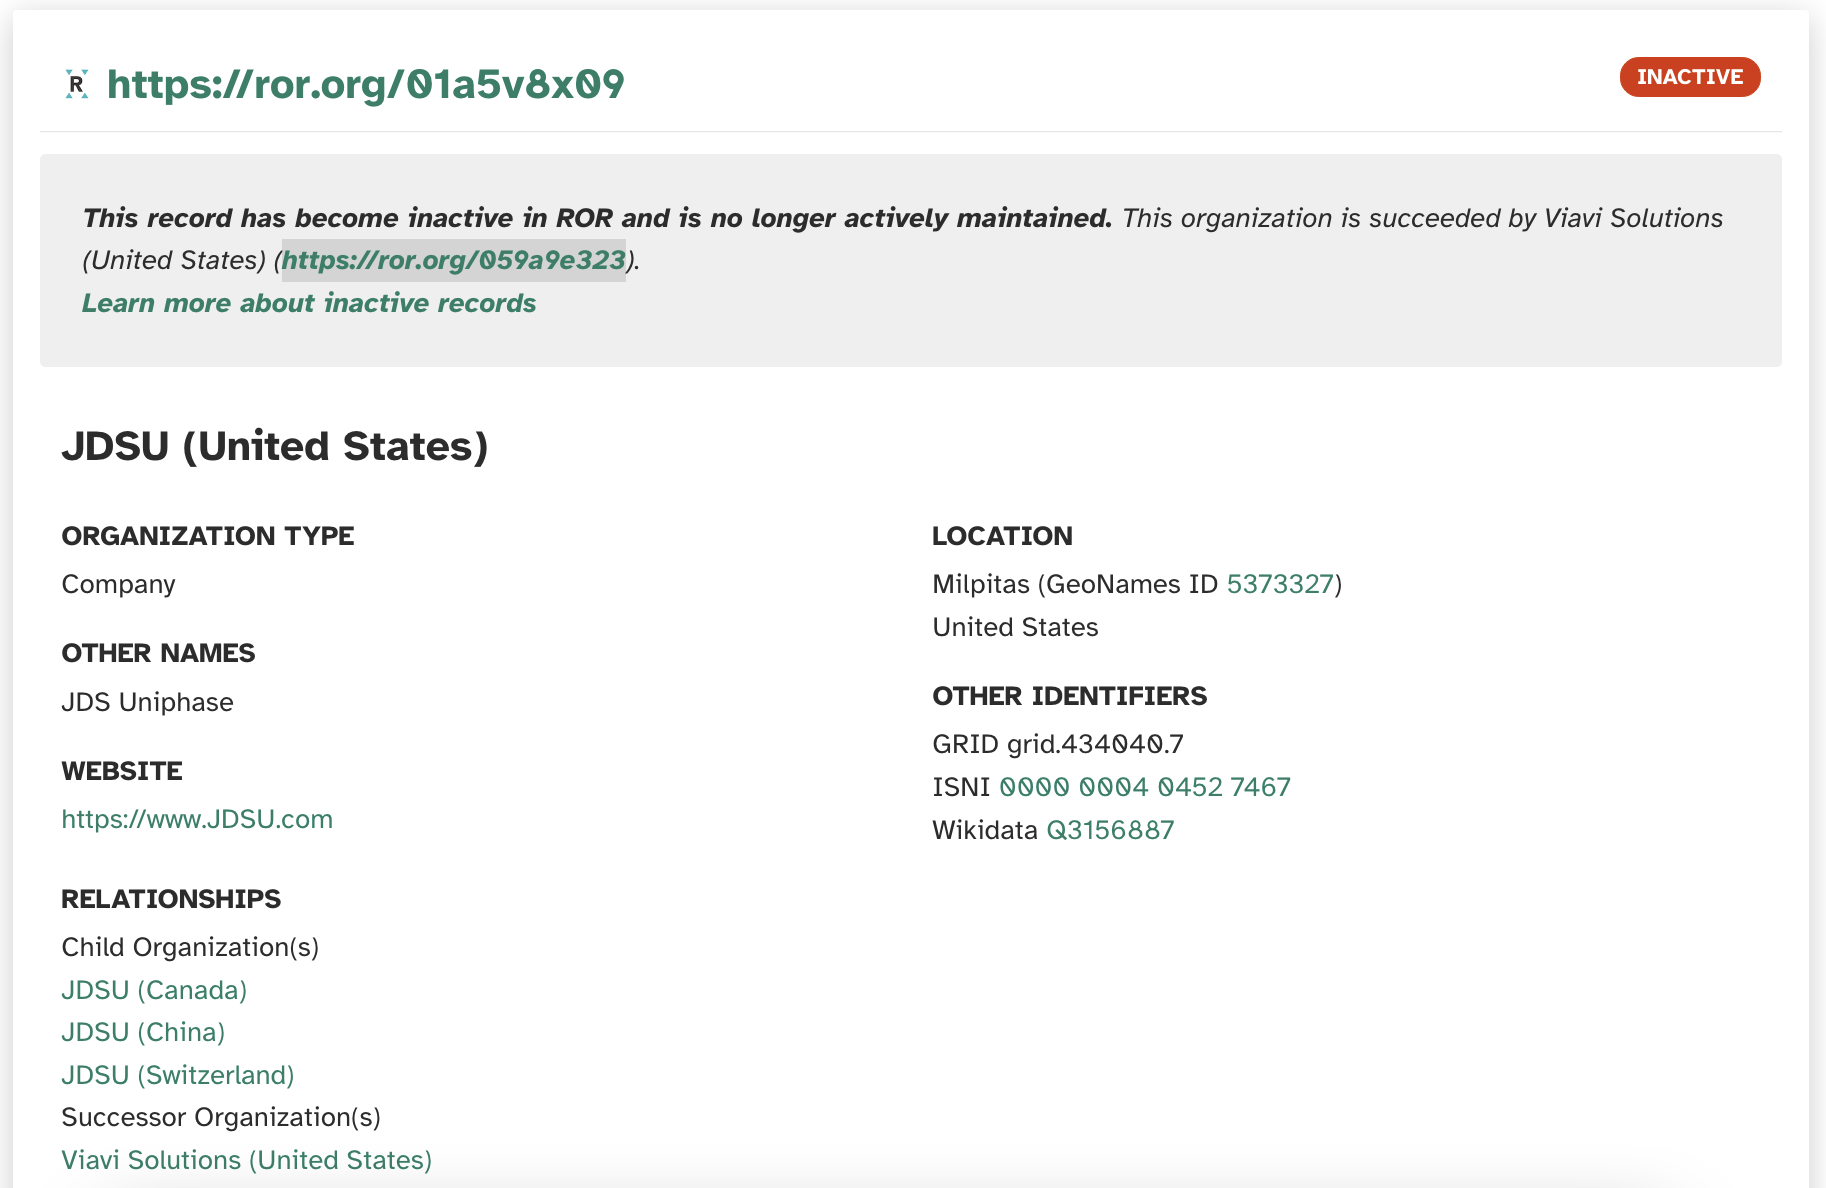 R https://ror.org/01a5v8x09
INACTIVE
This record has become inactive in ROR and is no longer actively maintained. This organization is succeeded by Viavi Solutions
(United States) (https://ror.org/059a9e323).
Learn more about inactive records
JDSU (United States)
ORGANIZATION TYPE
Company
OTHER NAMES
JDS Uniphase
WEBSITE
https://www.JDSU.com
RELATIONSHIPS
Child Organization(s)
JDSU (Canada)
JDSU (China)
JDSU (Switzerland)
Successor Organization(s)
Viavi Solutions (United States)
LOCATION
Milpitas (GeoNames ID 5373327)
United States
OTHER IDENTIFIERS
GRID grid.434040.7
ISNI 0000 0004 0452 7467
Wikidata Q3156887